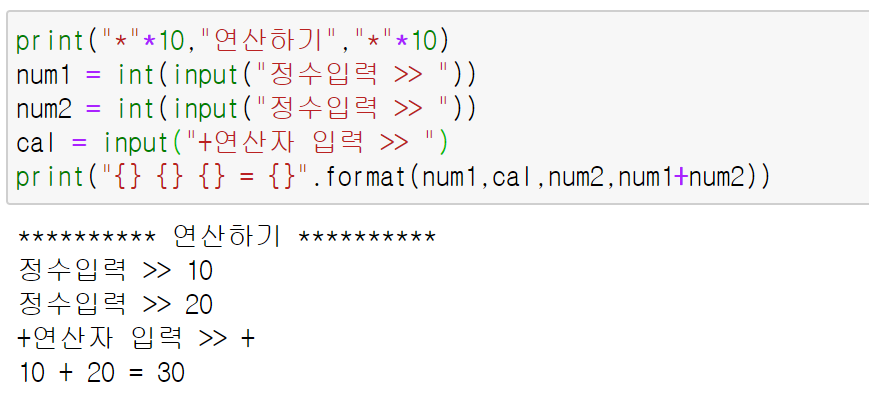 print("*"*10,"연산하기","*"*10)
num1 = int(input("정수입력 >> "))
num2 = int(input("정수입력 >> "))
cal = input("+연산자 입력 >> ")
print("{} {} {} = {}".format(num1,cal,num2,num1+num2))
********** 연산하기 **********
정수입력 >> 10
정수입력 >> 20
+연산자 입력 >> +
10 + 20 = 30